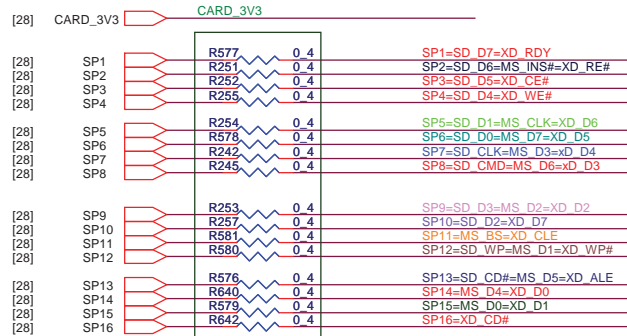 [28] CARD_3V3 CARD_3V3
[28] SP1 R577 0_4 SP1=SD_D7=XD_RDY
[28] SP2 R251 0_4 SP2=SD_D6=MS_INS#=XD_RE#
[28] SP3 R252 0_4 SP3=SD_D5=XD_CE#
[28] SP4 R255 0_4 SP4=SD_D4=XD_WE#
[28] SP5 R254 0_4 SP5=SD_D1=MS_CLK=XD_D6
[28] SP6 R578 0_4 SP6=SD_D0=MS_D7=XD_D5
[28] SP7 R242 0_4 SP7=SD_CLK=MS_D3=xD_D4
[28] SP8 R245 0_4 SP8=SD_CMD=MS_D6=xD_D3
[28] SP9 R253 0_4 SP9=SD_D3=MS_D2=XD_D2
[28] SP10 R257 0_4 SP10=SD_D2=XD_D7
[28] SP11 R581 0_4 SP11=MS_BS=XD_CLE
[28] SP12 R580 0_4 SP12=SD_WP=MS_D1=XD_WP#
[28] SP13 R576 0_4 SP13=SD_CD#=MS_D5=XD_ALE
[28] SP14 R640 0_4 SP14=MS_D4=XD_D0
[28] SP15 R579 0_4 SP15=MS_D0=XD_D1
[28] SP16 R642 0_4 SP16=XD_CD#